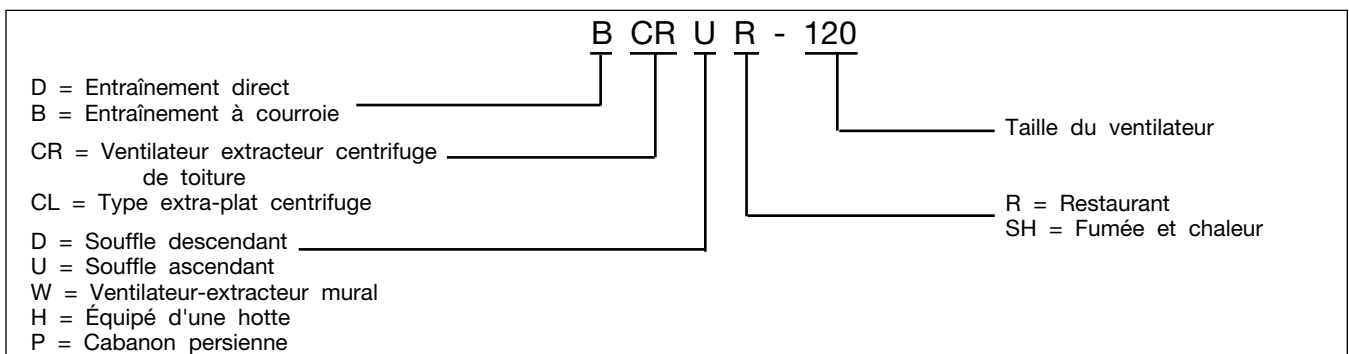 B CR U R - 120
D = Entraînement direct
B = Entraînement à courroie
CR = Ventilateur extracteur centrifuge
de toiture
CL = Type extra-plat centrifuge
D = Souffle descendant
U = Souffle ascendant
W = Ventilateur-extracteur mural
H = Équipé d'une hotte
P = Cabanon persienne
Taille du ventilateur
R = Restaurant
SH = Fumée et chaleur